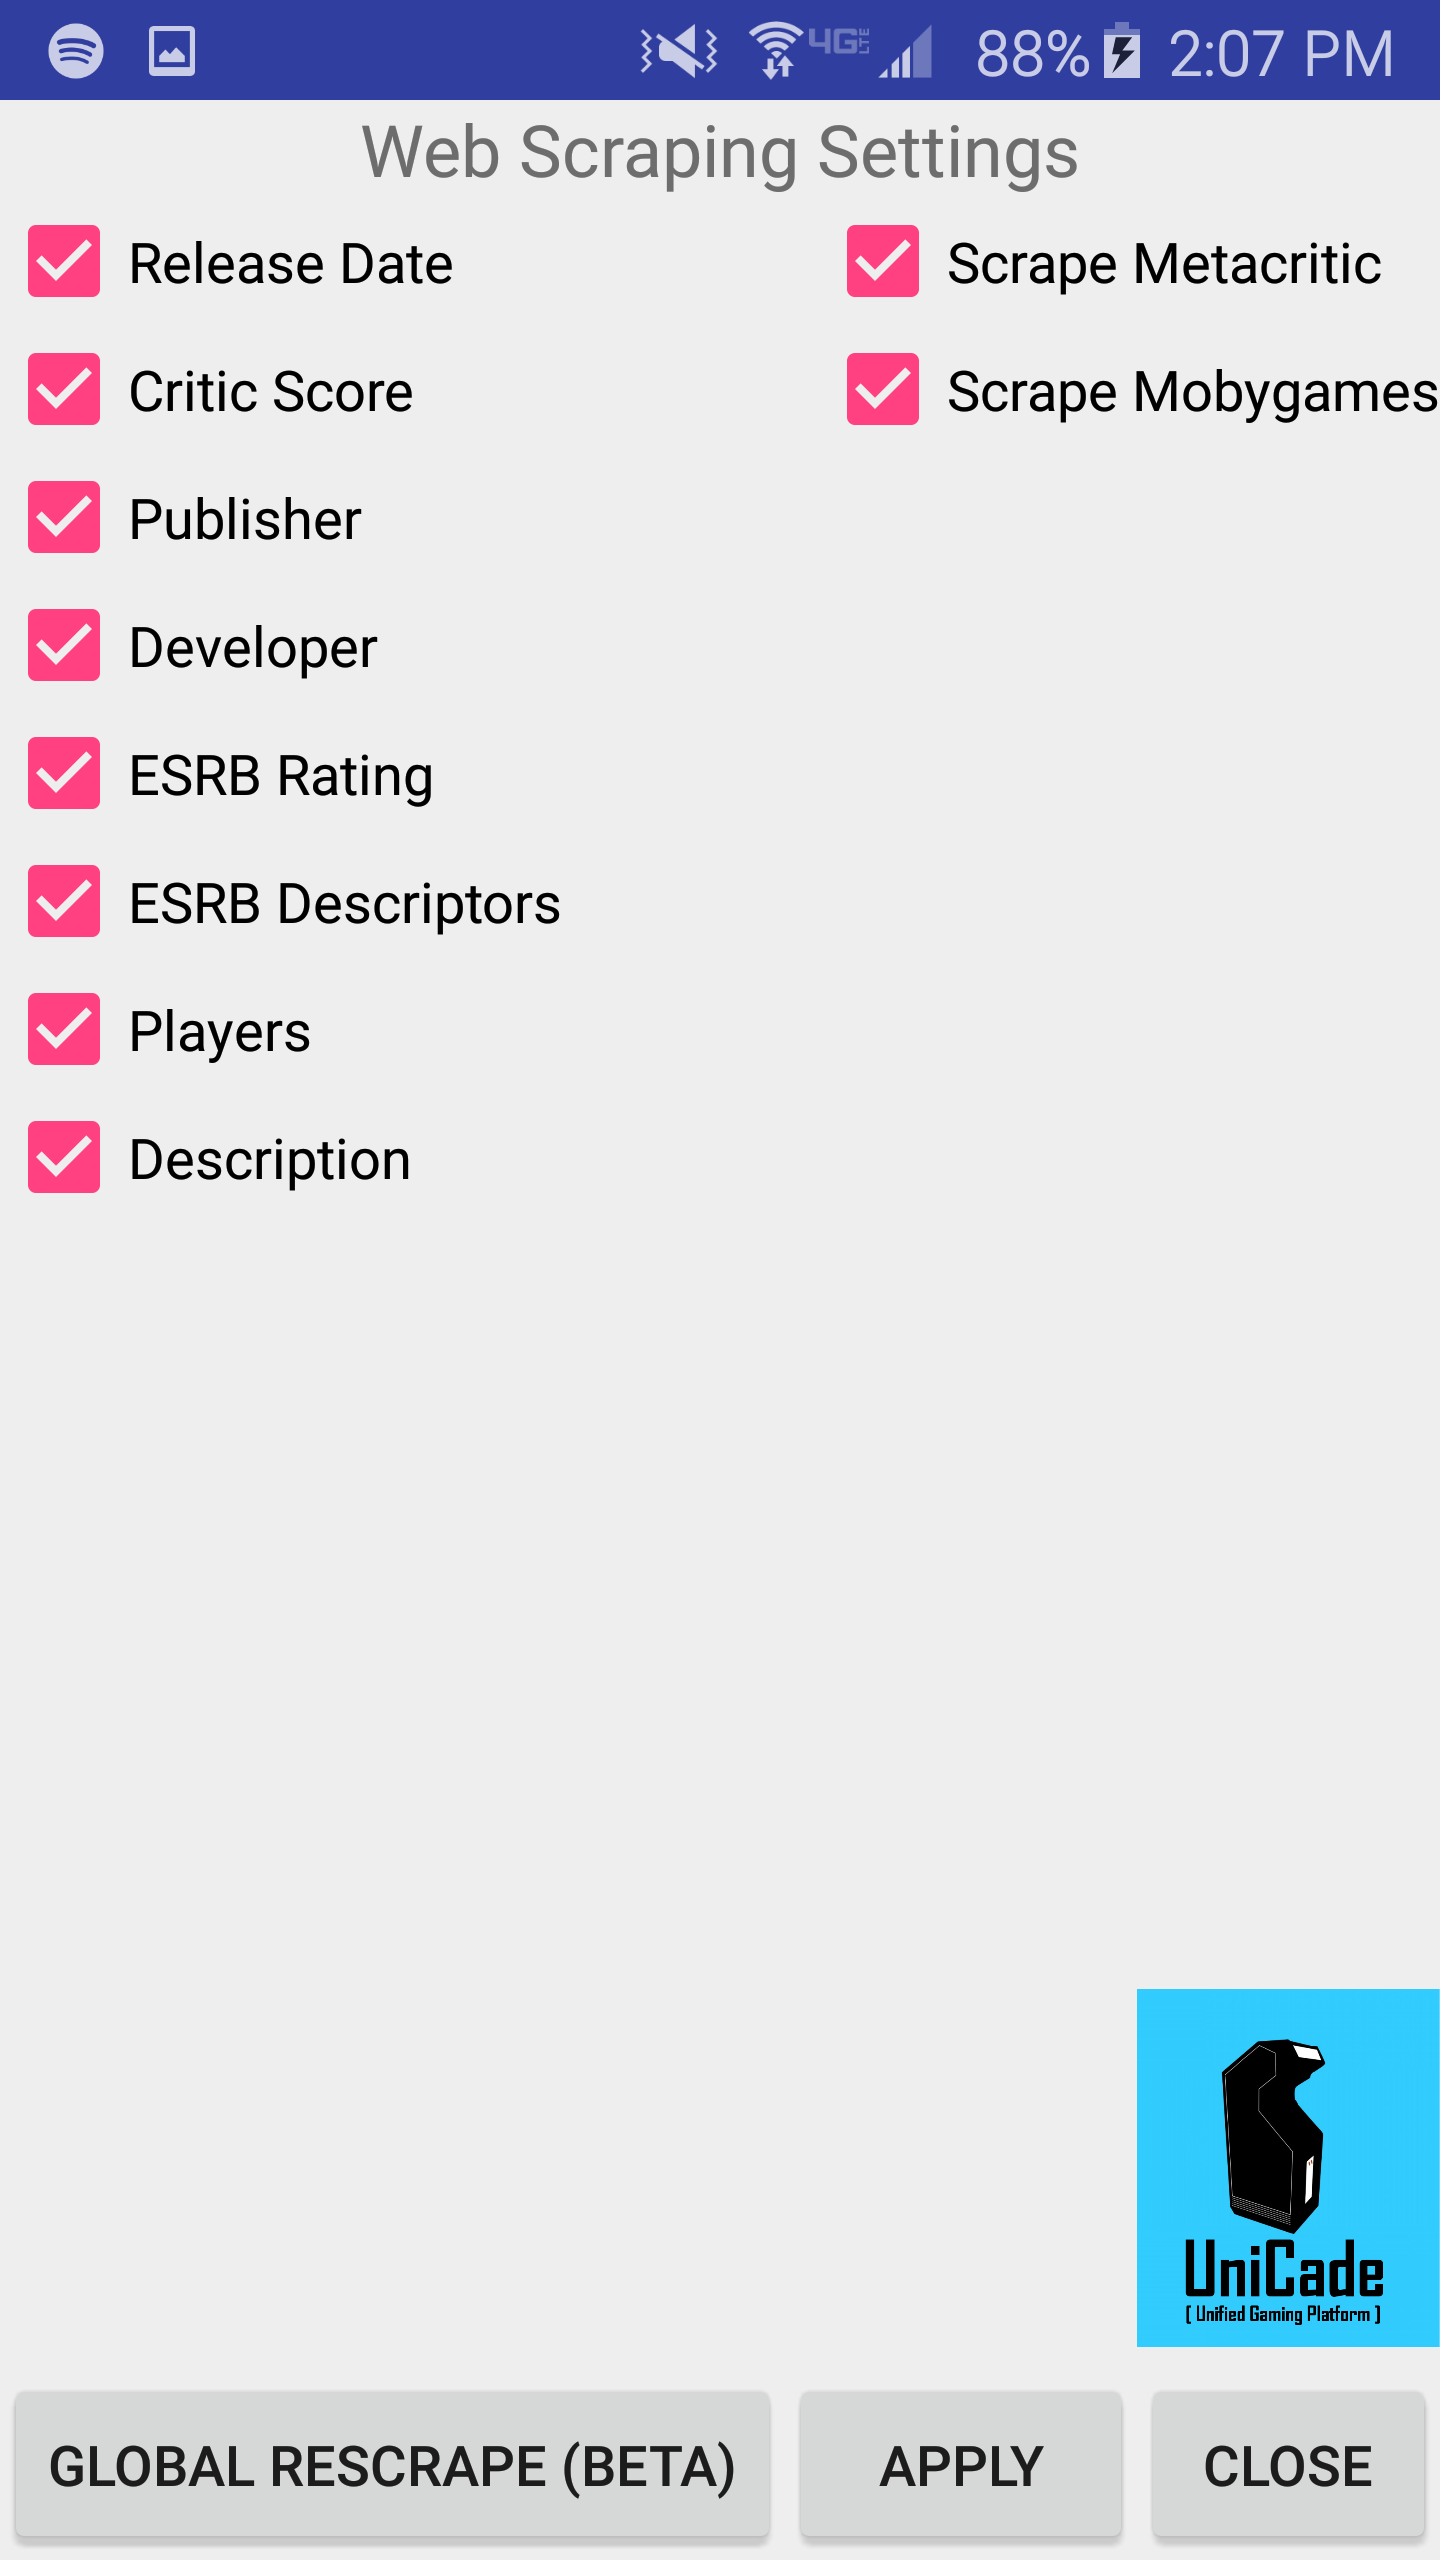 4G LTE 88% 2:07 PM
Web Scraping Settings
Release Date
Scrape Metacritic
Critic Score
Scrape Mobygames
Publisher
Developer
ESRB Rating
ESRB Descriptors
Players
Description
UniCade
[ Unified Gaming Platform ]
GLOBAL RESCRAPE (BETA)
APPLY
CLOSE